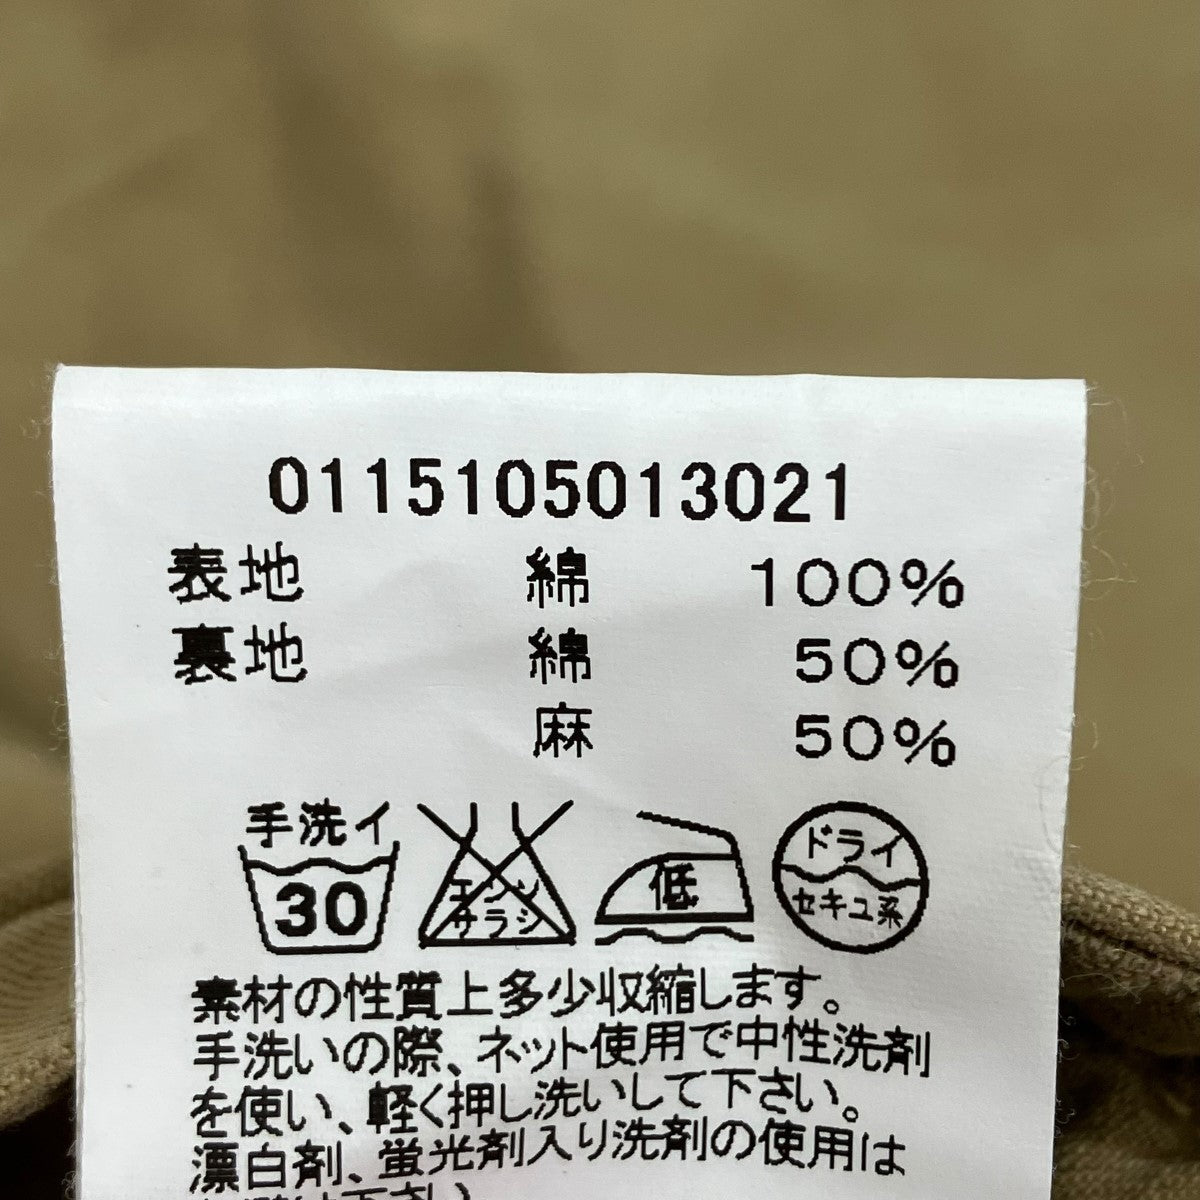 0115105013021
表地 綿 100%
裏地 綿 50%
麻 50%
手洗イ
30
エンソ
サラシ
低
ドライ
セキユ系
素材の性質上多少収縮します。
手洗いの際、ネット使用で中性洗剤
を使い、軽く押し洗いして下さい。
漂白剤、蛍光剤入り洗剤の使用は